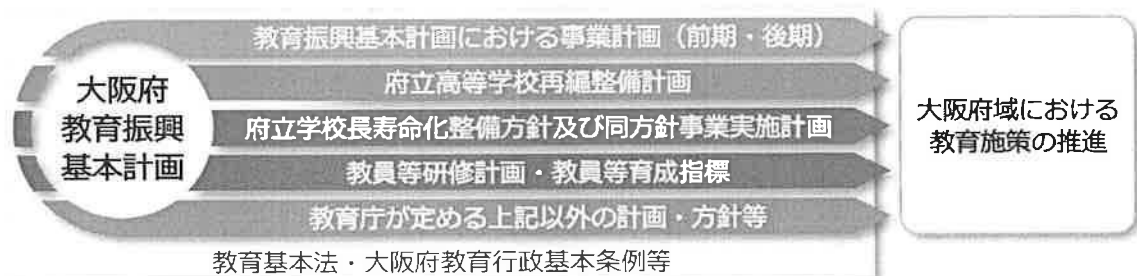 大阪府
教育振興
基本計画
教育振興基本計画における事業計画（前期・後期）
府立高等学校再編整備計画
府立学校長寿命化整備方針及び同方針事業実施計画
教員等研修計画・教員等育成指標
教育庁が定める上記以外の計画・方針等
教育基本法・大阪府教育行政基本条例等
大阪府域における
教育施策の推進